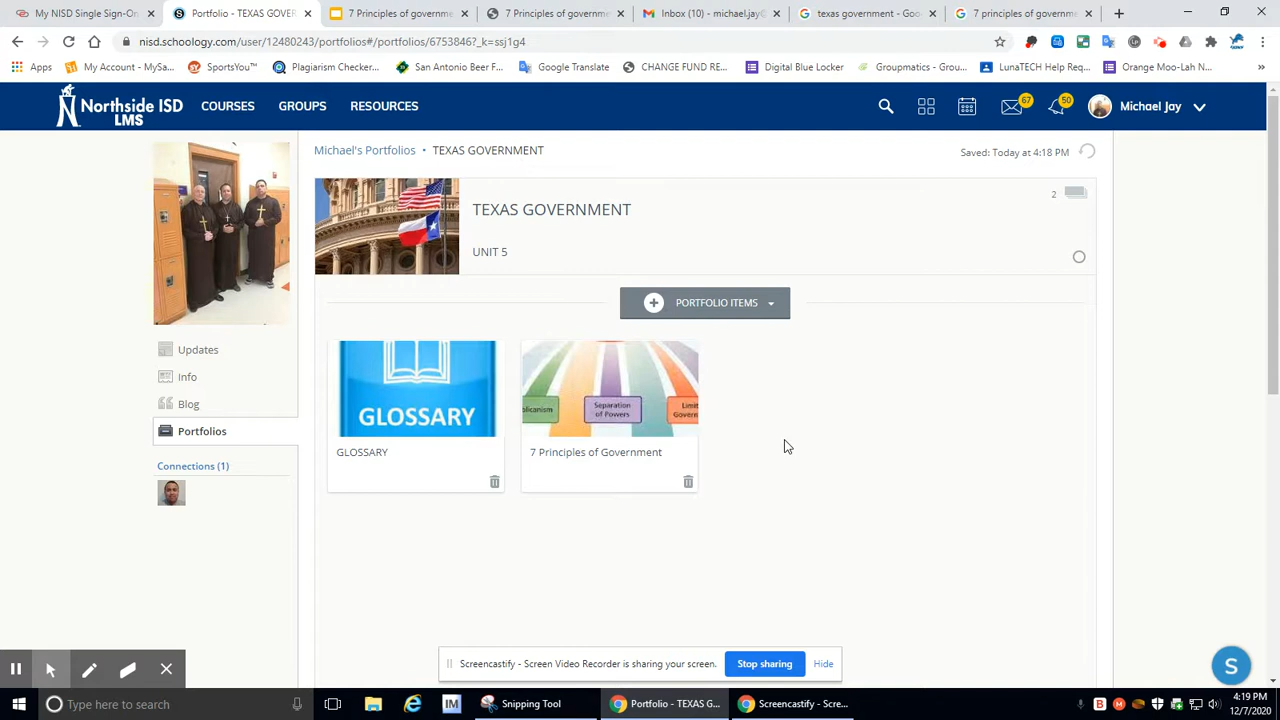 My NISD Single Sign-On
Portfolio - TEXAS GOVER
7 Principles of governme
7 Principles of governme
Inbox (10) - michael.jay
texas government - Goo
7 principles of governme
nisd.schoology.com/user/12480243/portfolios#/portfolios/6753846?_k=ssj1g4
Apps
My Account - MySa...
SportsYou™
Plagiarism Checker...
San Antonio Beer F...
Google Translate
CHANGE FUND RE...
Digital Blue Locker
Groupmatics - Grou...
LunaTECH Help Req...
Orange Moo-Lah N...
Northside ISD
LMS
COURSES
GROUPS
RESOURCES
67
50
Michael Jay
Michael's Portfolios • TEXAS GOVERNMENT
Saved: Today at 4:18 PM
TEXAS GOVERNMENT
2
UNIT 5
PORTFOLIO ITEMS
GLOSSARY
GLOSSARY
Separation
of Powers
7 Principles of Government
Updates
Info
Blog
Portfolios
Connections (1)
Screencastify - Screen Video Recorder is sharing your screen.
Stop sharing
Hide
S
Type here to search
IM
Snipping Tool
Portfolio - TEXAS G...
Screencastify - Scre...
4:19 PM
12/7/2020